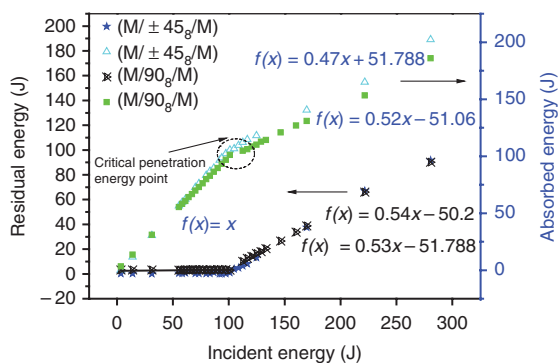 200
180
160
140
120
100
80
60
40
20
0
−20
Residual energy (J)
(M/ ± 45₈/M)
(M/ ± 45₈/M)
(M/90₈/M)
(M/90₈/M)
Critical penetration
energy point
f(x) = 0.47x + 51.788
f(x) = 0.52x − 51.06
f(x) = x
f(x) = 0.54x − 50.2
f(x) = 0.53x − 51.788
200
150
100
50
0
Absorbed energy (J)
0 50 100 150 200 250 300
Incident energy (J)